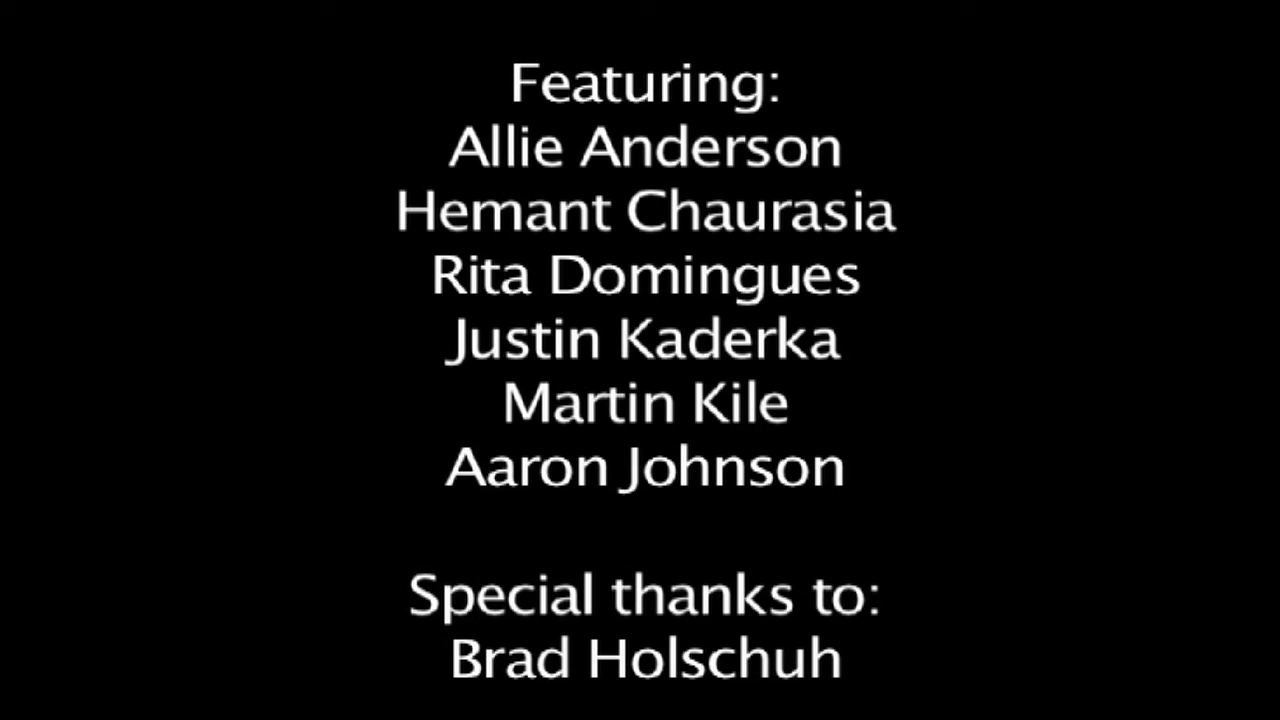 Featuring:
Allie Anderson
Hemant Chaurasia
Rita Domingues
Justin Kaderka
Martin Kile
Aaron Johnson
Special thanks to:
Brad Holschuh